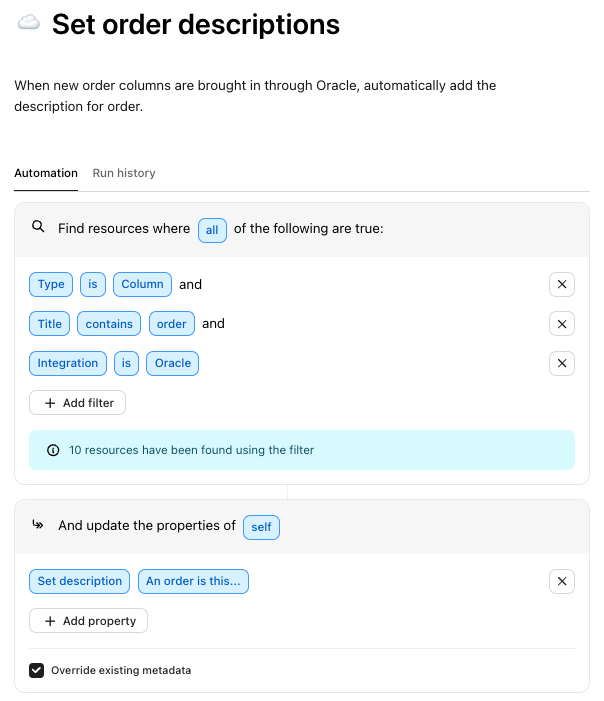 Set order descriptions
When new order columns are brought in through Oracle, automatically add the
description for order.
Automation Run history
Find resources where all of the following are true:
Type is Column and
Title contains order and
Integration is Oracle
+ Add filter
10 resources have been found using the filter
And update the properties of self
Set description An order is this...
+ Add property
Override existing metadata